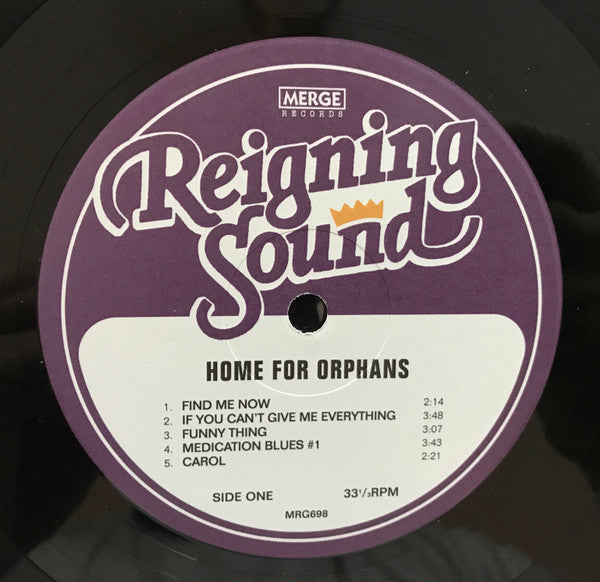 MERGE
RECORDS
Reigning
Sound
HOME FOR ORPHANS
1. FIND ME NOW 2:14
2. IF YOU CAN'T GIVE ME EVERYTHING 3:48
3. FUNNY THING 3:07
4. MEDICATION BLUES #1 3:43
5. CAROL 2:21
SIDE ONE 33⅓RPM
MRG698